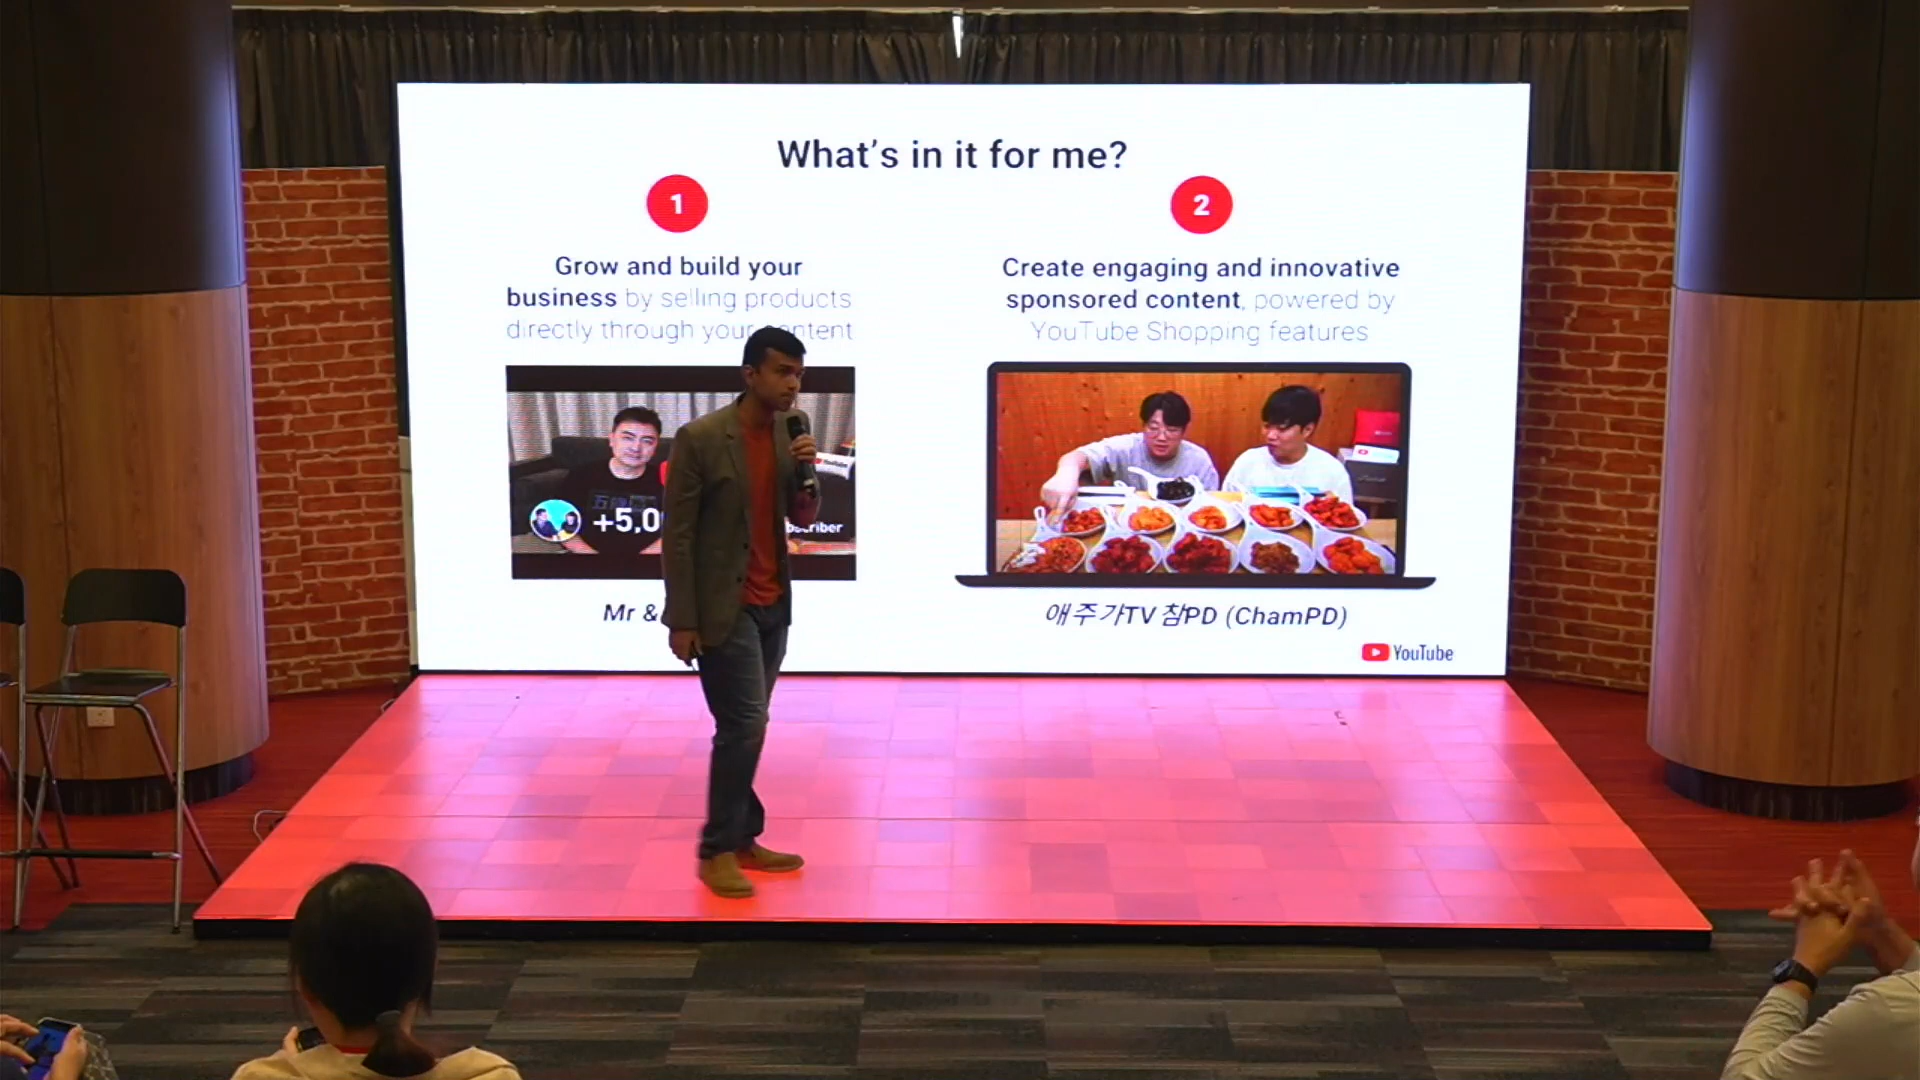 What's in it for me?
1
Grow and build your
business by selling products
directly through your content
+5,0
Mr &
2
Create engaging and innovative
sponsored content, powered by
YouTube Shopping features
애주가TV참PD (ChamPD)
YouTube